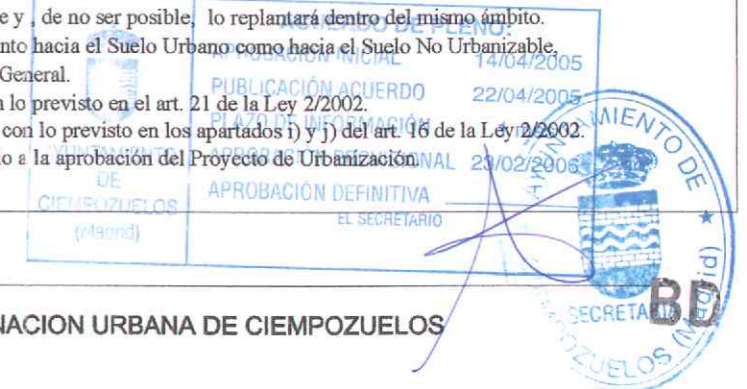 e y , de no ser posible, lo replantará dentro del mismo ámbito.
nto hacia el Suelo Urbano como hacia el Suelo No Urbanizable,
General.
n lo previsto en el art. 21 de la Ley 2/2002.
con lo previsto en los apartados i) y j) del art. 16 de la Ley 2/2002.
o a la aprobación del Proyecto de Urbanización.
ACUERDO DE PLENO:
APROBACIÓN INICIAL 14/04/2005
PUBLICACIÓN ACUERDO 22/04/2005
PLAZO DE INFORMACIÓN
APROBACIÓN PROVISIONAL 23/02/2006
APROBACIÓN DEFINITIVA
EL SECRETARIO
AYUNTAMIENTO
DE
CIEMPOZUELOS
(Madrid)
AYUNTAMIENTO DE ★ CIEMPOZUELOS (Madrid)
SECRETARIA
BD
NACION URBANA DE CIEMPOZUELOS